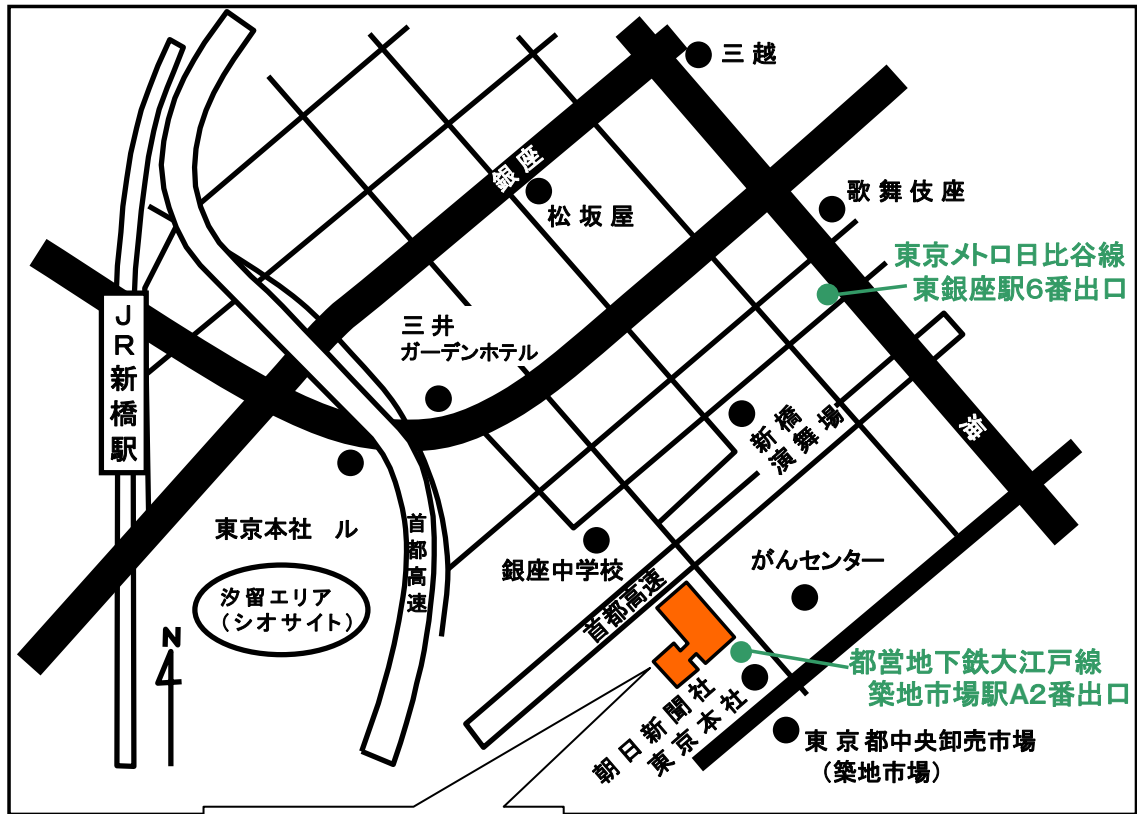 三越
銀座
松坂屋
歌舞伎座
東京メトロ日比谷線
東銀座駅6番出口
三井
ガーデンホテル
JR新橋駅
新橋
演舞場
海
東京本社 ル
首都高速
銀座中学校
がんセンター
汐留エリア
(シオサイト)
首都高速
N
都営地下鉄大江戸線
築地市場駅A2番出口
朝日新聞社
東京本社
東京都中央卸売市場
(築地市場)